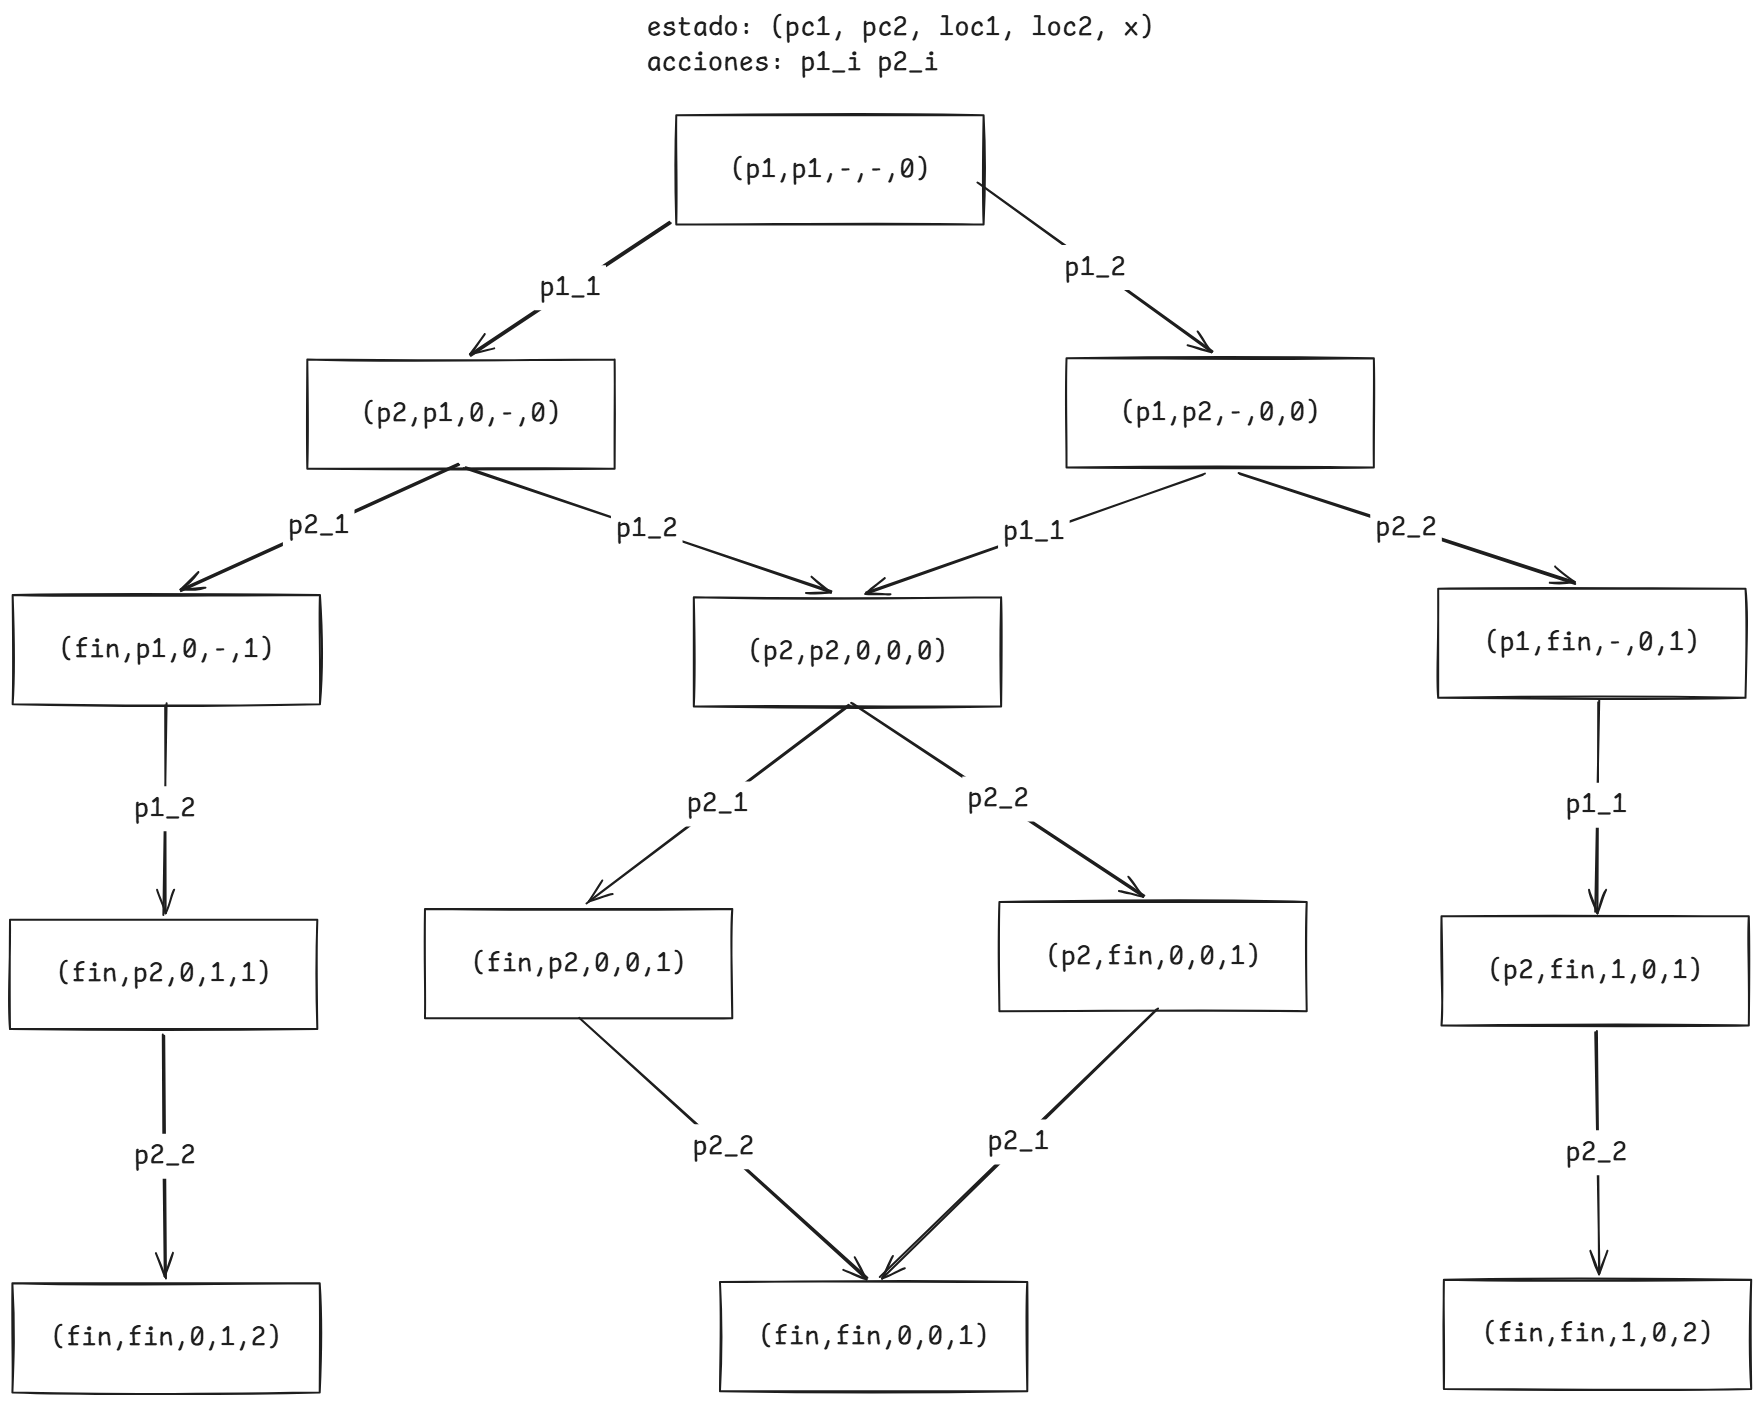 estado: (pc1, pc2, loc1, loc2, x)
acciones: p1_i p2_i
(p1,p1,-,-,0)
p1_1
p1_2
(p2,p1,0,-,0)
(p1,p2,-,0,0)
p2_1
p1_2
p1_1
p2_2
(fin,p1,0,-,1)
(p2,p2,0,0,0)
(p1,fin,-,0,1)
p1_2
p2_1
p2_2
p1_1
(fin,p2,0,1,1)
(fin,p2,0,0,1)
(p2,fin,0,0,1)
(p2,fin,1,0,1)
p2_2
p2_2
p2_1
p2_2
(fin,fin,0,1,2)
(fin,fin,0,0,1)
(fin,fin,1,0,2)